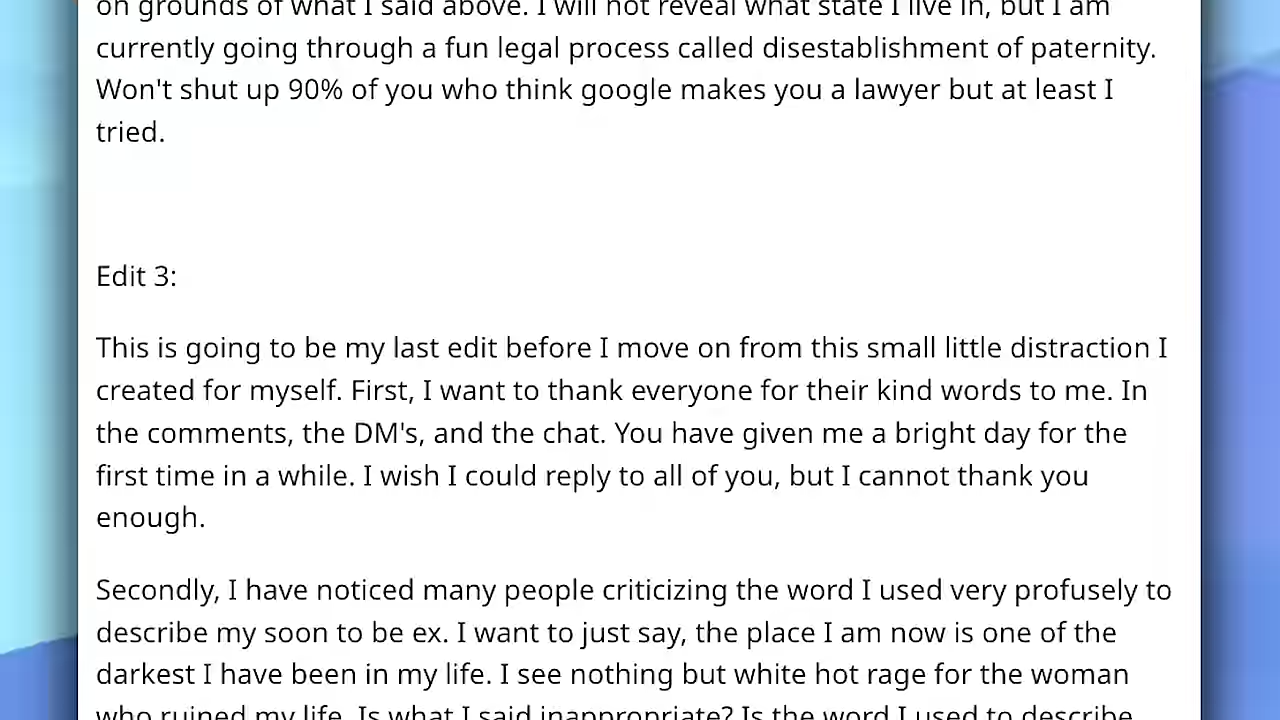 on grounds of what I said above. I will not reveal what state I live in, but I am
currently going through a fun legal process called disestablishment of paternity.
Won't shut up 90% of you who think google makes you a lawyer but at least I
tried.
Edit 3:
This is going to be my last edit before I move on from this small little distraction I
created for myself. First, I want to thank everyone for their kind words to me. In
the comments, the DM's, and the chat. You have given me a bright day for the
first time in a while. I wish I could reply to all of you, but I cannot thank you
enough.
Secondly, I have noticed many people criticizing the word I used very profusely to
describe my soon to be ex. I want to just say, the place I am now is one of the
darkest I have been in my life. I see nothing but white hot rage for the woman
who ruined my life. Is what I said inappropriate? Is the word I used to describe